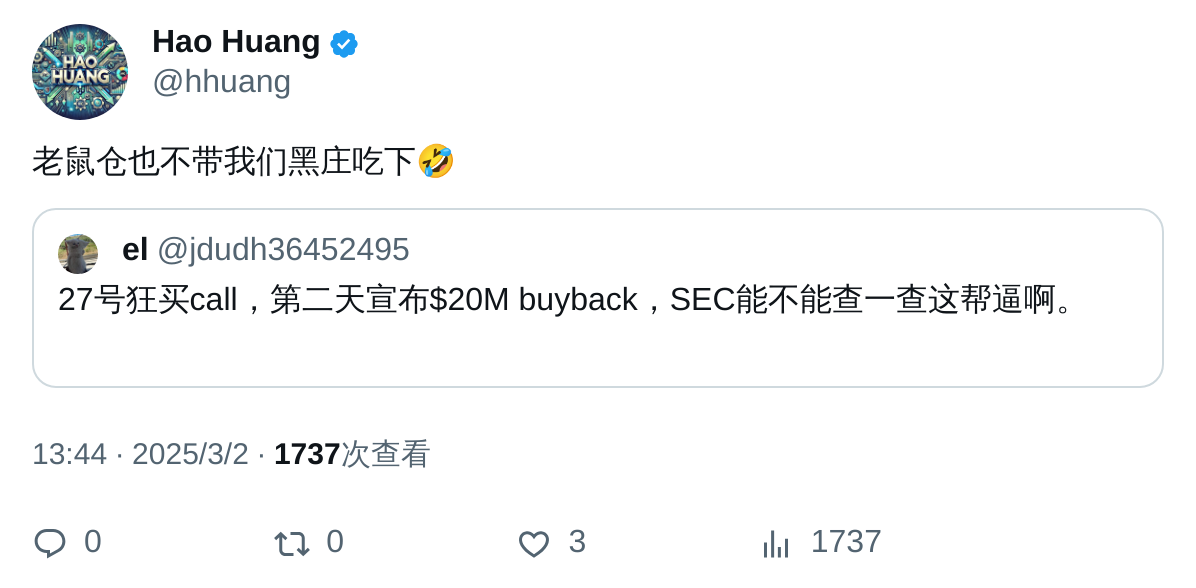 HAO
HUANG
Hao Huang
@hhuang
老鼠仓也不带我们黑庄吃下🤣
el @jdudh36452495
27号狂买call，第二天宣布$20M buyback，SEC能不能查一查这帮逼啊。
13:44 · 2025/3/2 · 1737次查看
0 0 3 1737